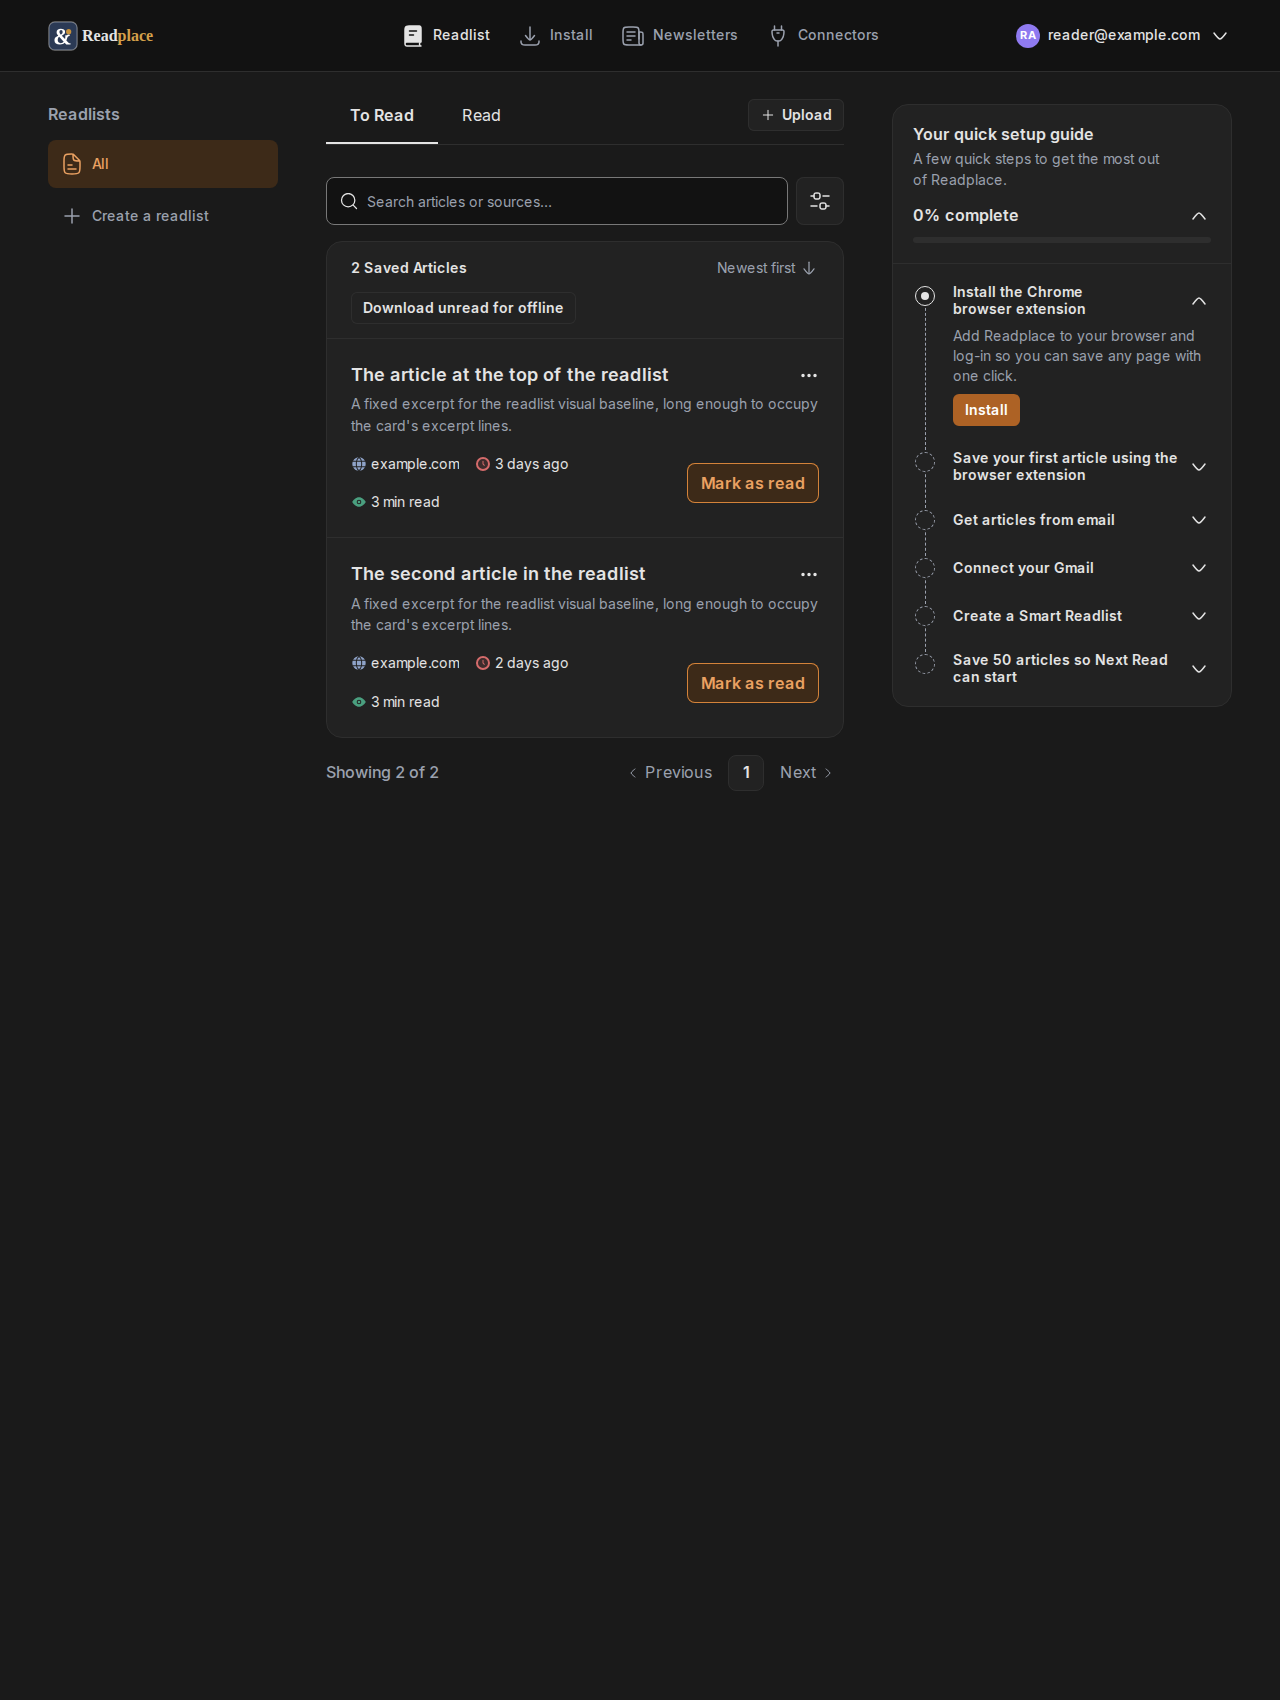 & Readplace
Readlist
Install
Newsletters
Connectors
RA
reader@example.com
Readlists
All
Create a readlist
To Read
Read
Upload
Search articles or sources...
2 Saved Articles
Newest first
Download unread for offline
The article at the top of the readlist
A fixed excerpt for the readlist visual baseline, long enough to occupy
the card's excerpt lines.
example.com
3 days ago
3 min read
Mark as read
The second article in the readlist
A fixed excerpt for the readlist visual baseline, long enough to occupy
the card's excerpt lines.
example.com
2 days ago
3 min read
Mark as read
Showing 2 of 2
Previous
1
Next
Your quick setup guide
A few quick steps to get the most out
of Readplace.
0% complete
Install the Chrome
browser extension
Add Readplace to your browser and
log-in so you can save any page with
one click.
Install
Save your first article using the
browser extension
Get articles from email
Connect your Gmail
Create a Smart Readlist
Save 50 articles so Next Read
can start